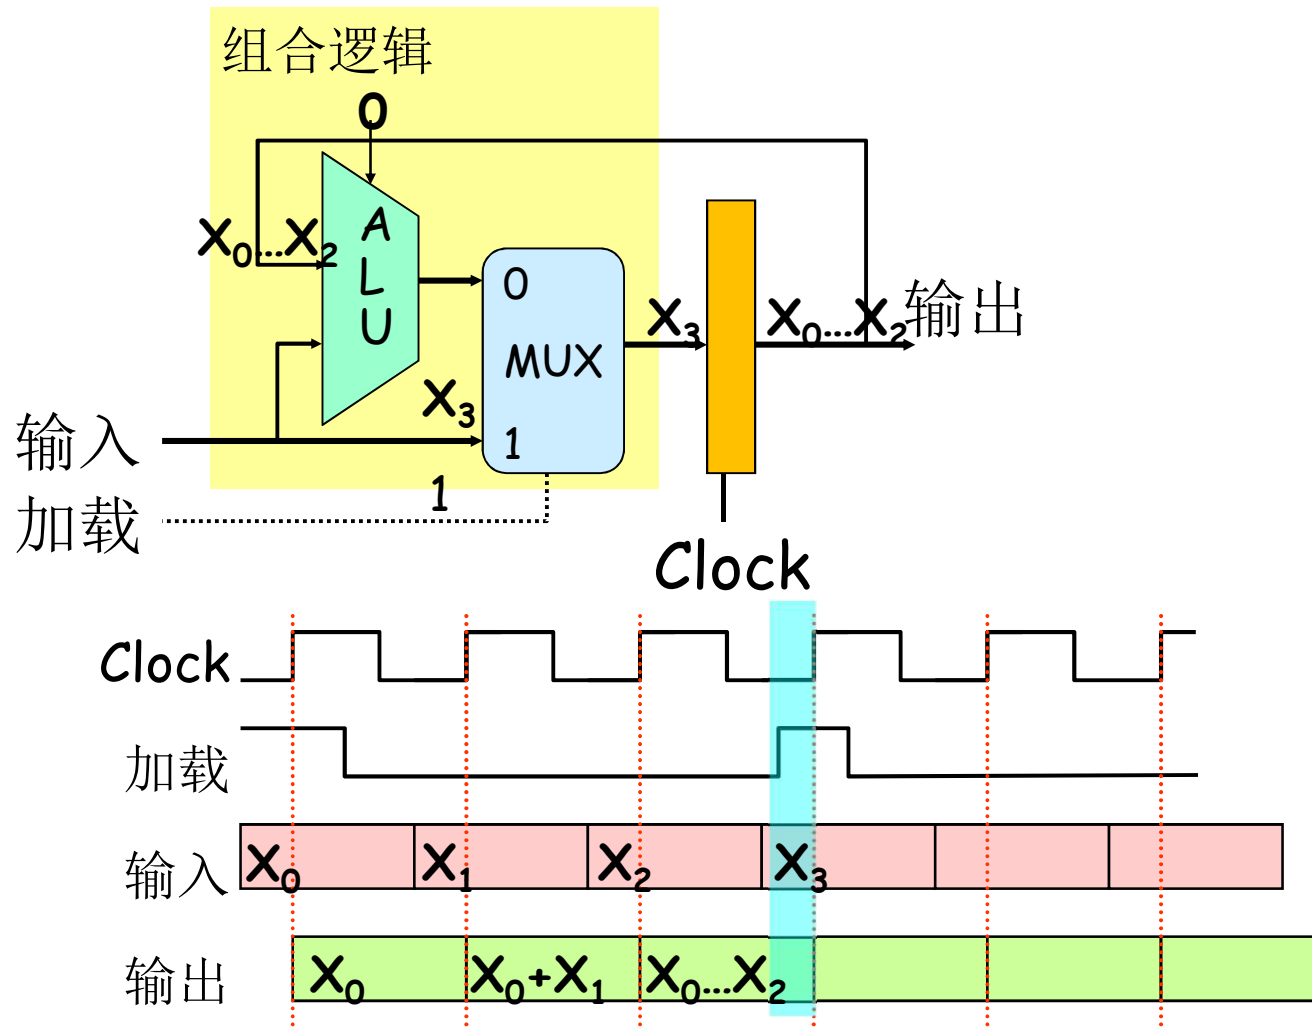 组合逻辑
0
A
L
U
X₀...X₂
0
MUX
1
X₃
X₃
X₀...X₂
输出
输入
加载
1
Clock
Clock
加载
输入 X₀ X₁ X₂ X₃
输出 X₀ X₀+X₁ X₀...X₂